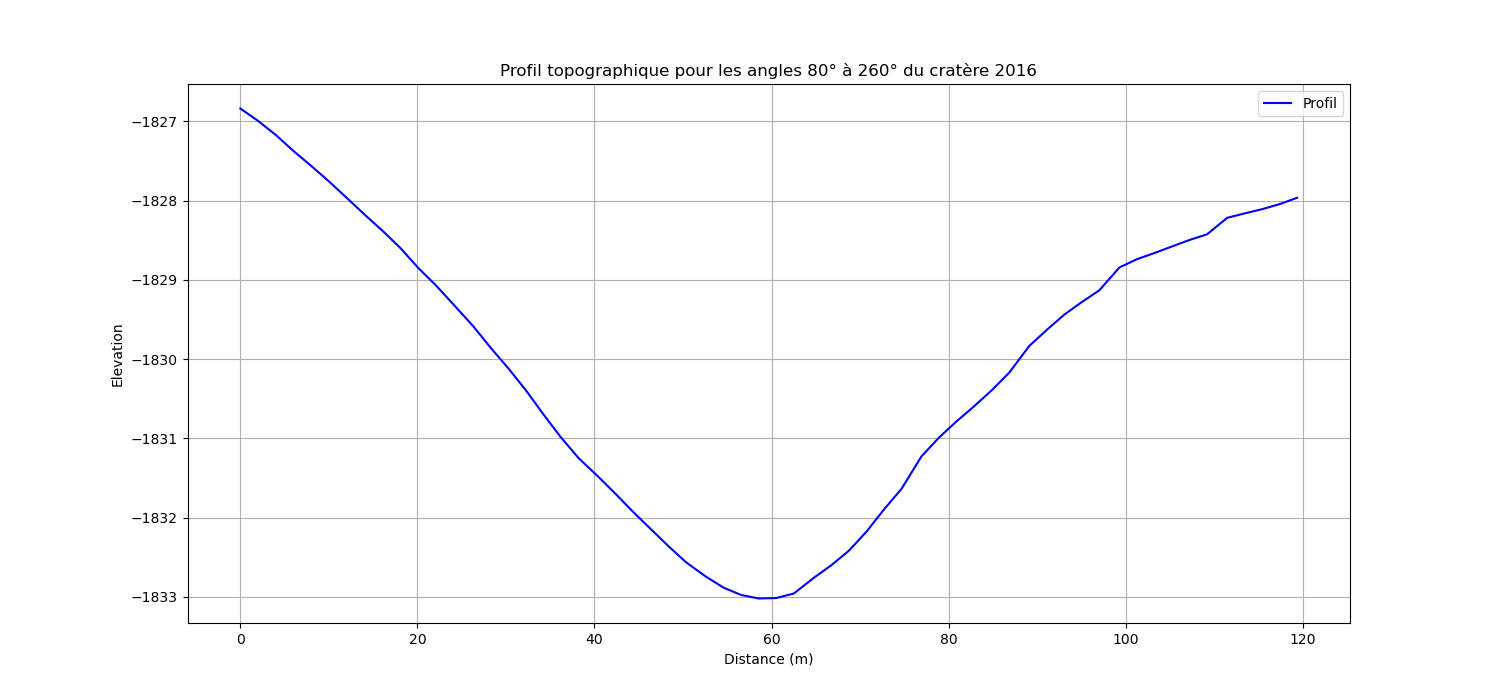 Profil topographique pour les angles 80° à 260° du cratère 2016
Profil
−1827
−1828
−1829
−1830
−1831
−1832
−1833
Elevation
0 20 40 60 80 100 120
Distance (m)